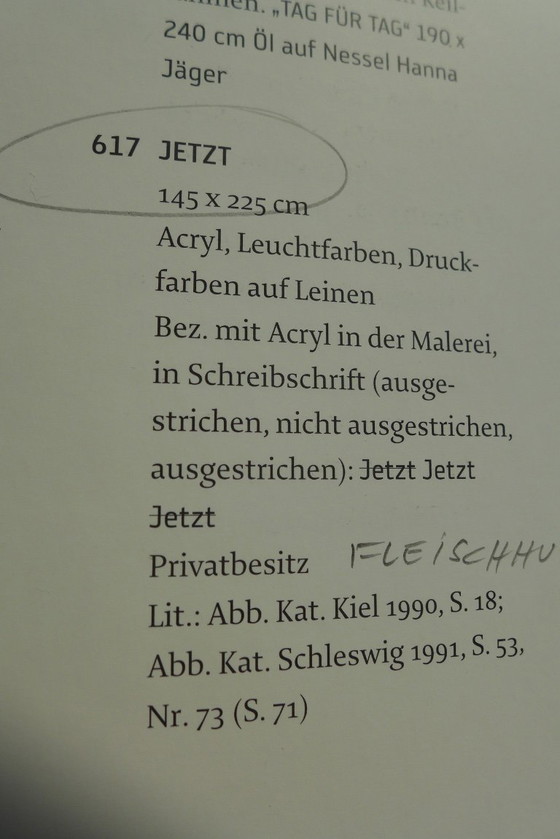 „TAG FÜR TAG“ 190 x
240 cm Öl auf Nessel Hanna
Jäger
617 JETZT
145 x 225 cm
Acryl, Leuchtfarben, Druck-
farben auf Leinen
Bez. mit Acryl in der Malerei,
in Schreibschrift (ausge-
strichen, nicht ausgestrichen,
ausgestrichen): Jetzt Jetzt
Jetzt
Privatbesitz FLEISCHHU
Lit.: Abb. Kat. Kiel 1990, S. 18;
Abb. Kat. Schleswig 1991, S. 53,
Nr. 73 (S. 71)